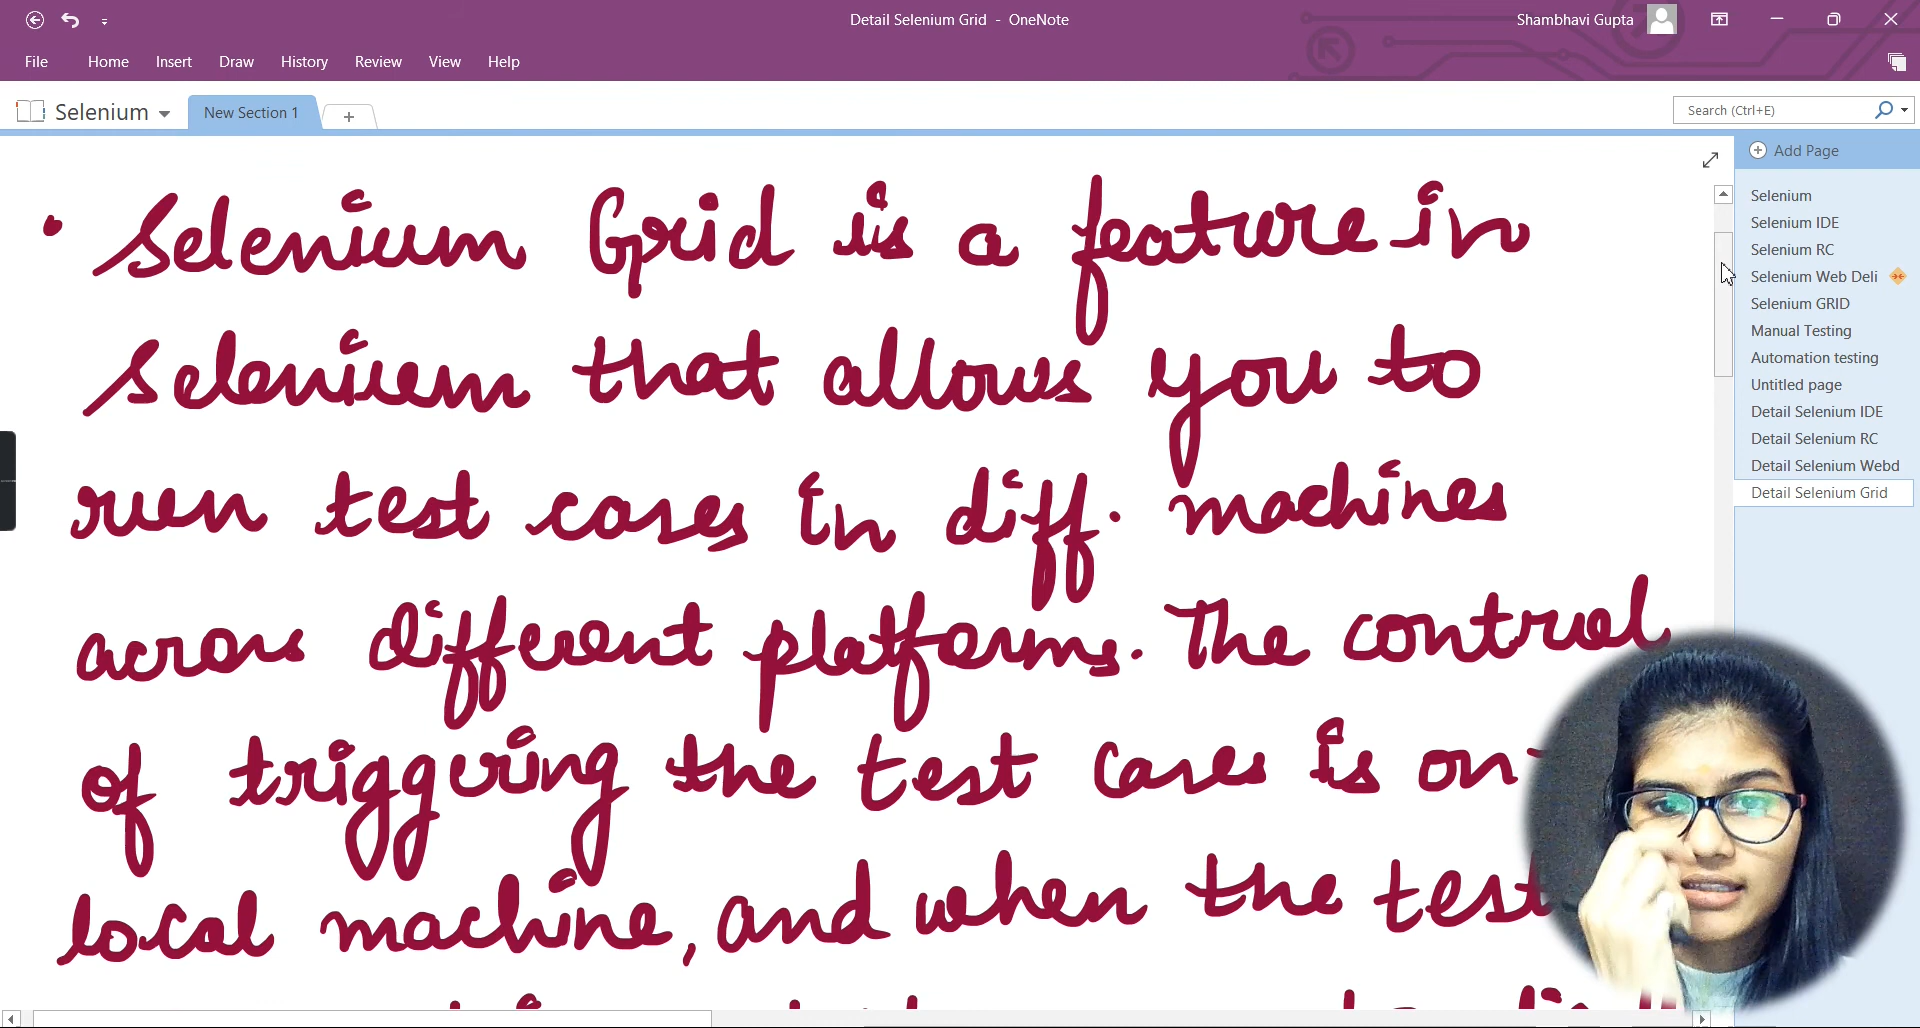 Detail Selenium Grid - OneNote
Shambhavi Gupta
File Home Insert Draw History Review View Help
Selenium
New Section 1
+
Search (Ctrl+E)
Add Page
Selenium
Selenium IDE
Selenium RC
Selenium Web Deli
Selenium GRID
Manual Testing
Automation testing
Untitled page
Detail Selenium IDE
Detail Selenium RC
Detail Selenium Webd
Detail Selenium Grid
• Selenium Grid is a feature in
Selenium that allows you to
run test cases in diff. machines
across different platforms. The control
of triggering the test cases is on
local machine, and when the test